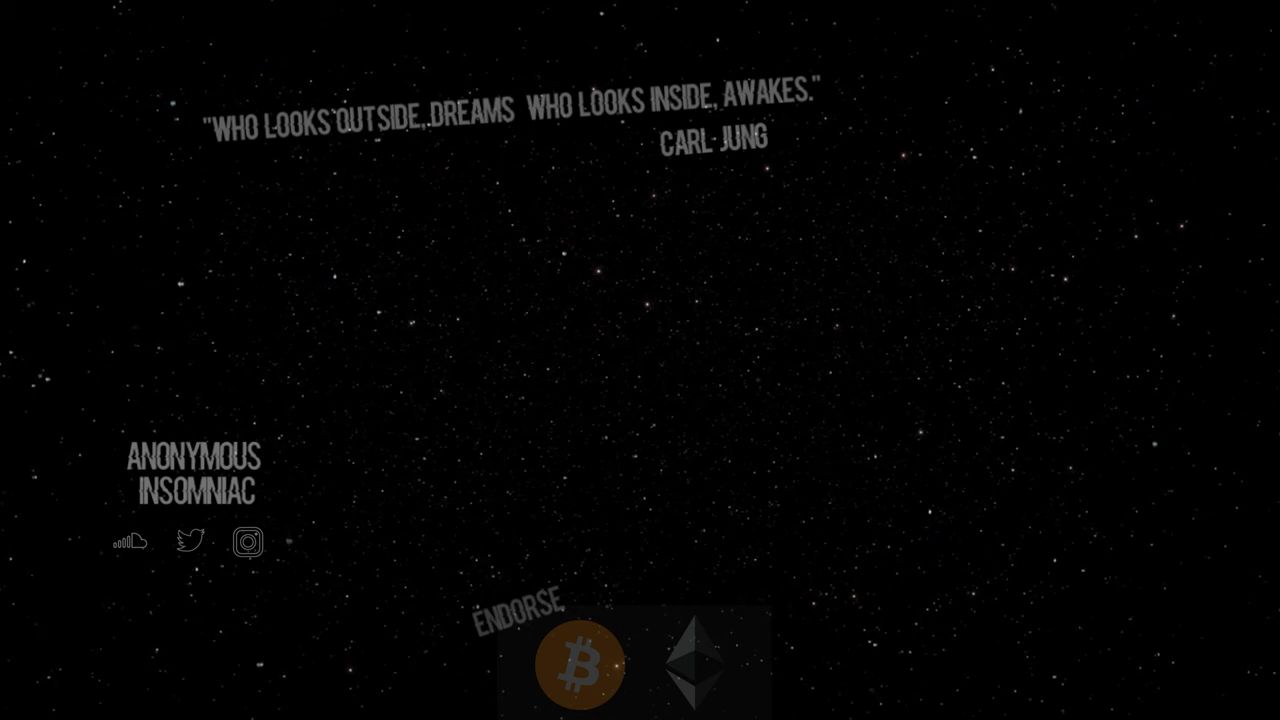 "WHO LOOKS OUTSIDE, DREAMS  WHO LOOKS INSIDE, AWAKES."
CARL JUNG
ANONYMOUS
INSOMNIAC
ENDORSE